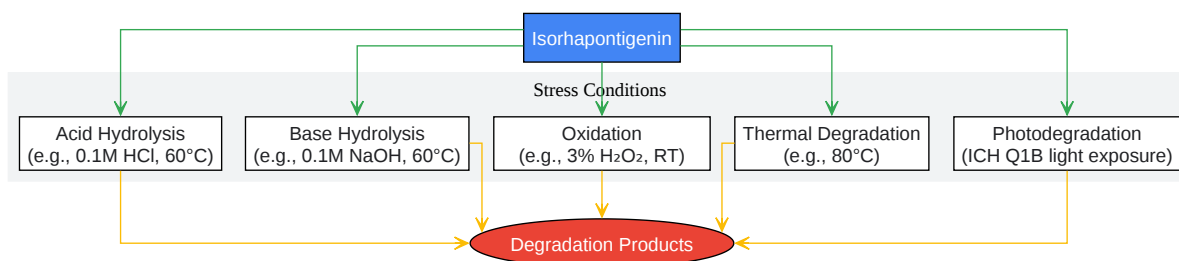 Isorhapontigenin
Stress Conditions
Acid Hydrolysis
(e.g., 0.1M HCl, 60°C)
Base Hydrolysis
(e.g., 0.1M NaOH, 60°C)
Oxidation
(e.g., 3% H₂O₂, RT)
Thermal Degradation
(e.g., 80°C)
Photodegradation
(ICH Q1B light exposure)
Degradation Products